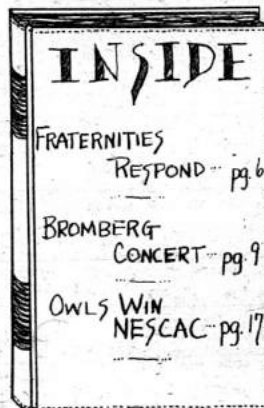 INSIDE
FRATERNITIES
RESPOND -- pg. 6
BROMBERG
CONCERT -- pg. 9
OWLS WIN
NESCAC -- pg. 17